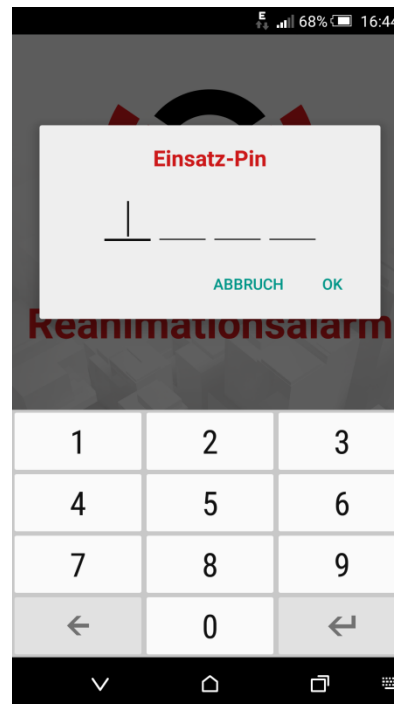 E 68% 16:44
Einsatz-Pin
ABBRUCH OK
Reanimationsalarm
1 2 3
4 5 6
7 8 9
0